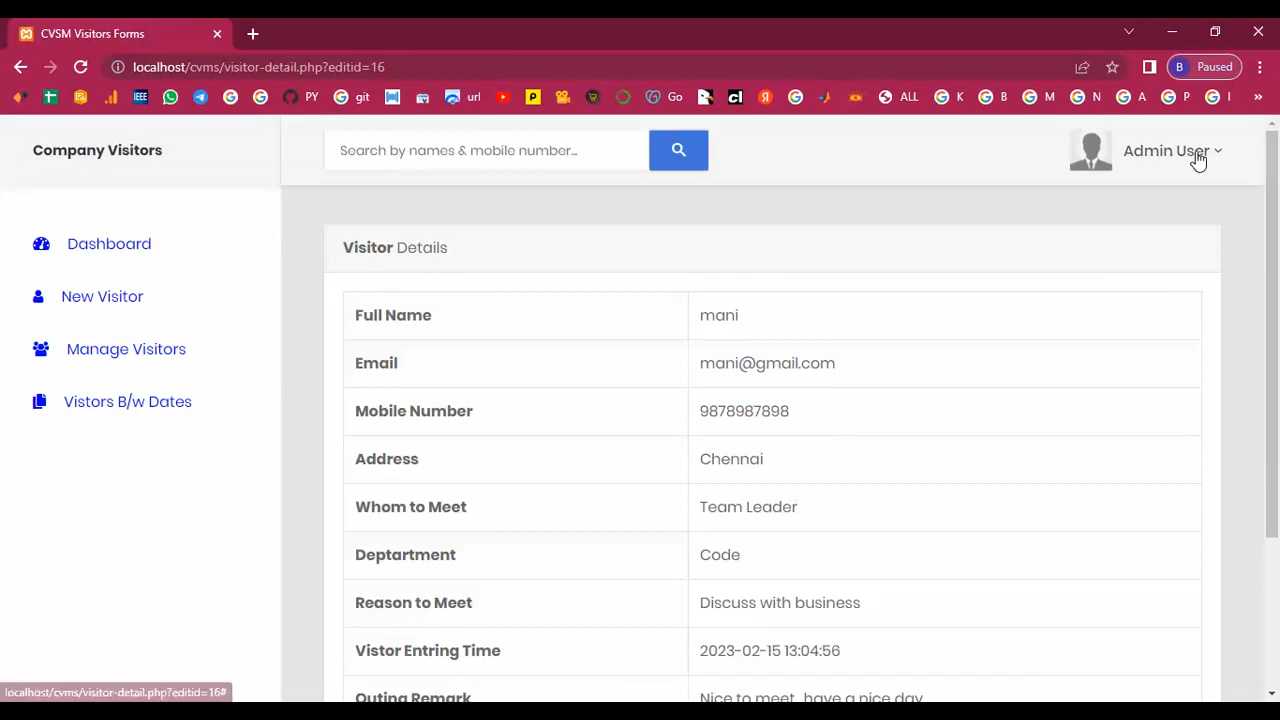 CVSM Visitors Forms
localhost/cvms/visitor-detail.php?editid=16
B Paused
IEEE PY git url Go cl ALL K B M N A P I »
Company Visitors
Search by names & mobile number...
Admin User
Dashboard
New Visitor
Manage Visitors
Vistors B/w Dates
Visitor Details
Full Name mani
Email mani@gmail.com
Mobile Number 9878987898
Address Chennai
Whom to Meet Team Leader
Deptartment Code
Reason to Meet Discuss with business
Vistor Entring Time 2023-02-15 13:04:56
Outing Remark Nice to meet, have a nice day
localhost/cvms/visitor-detail.php?editid=16#